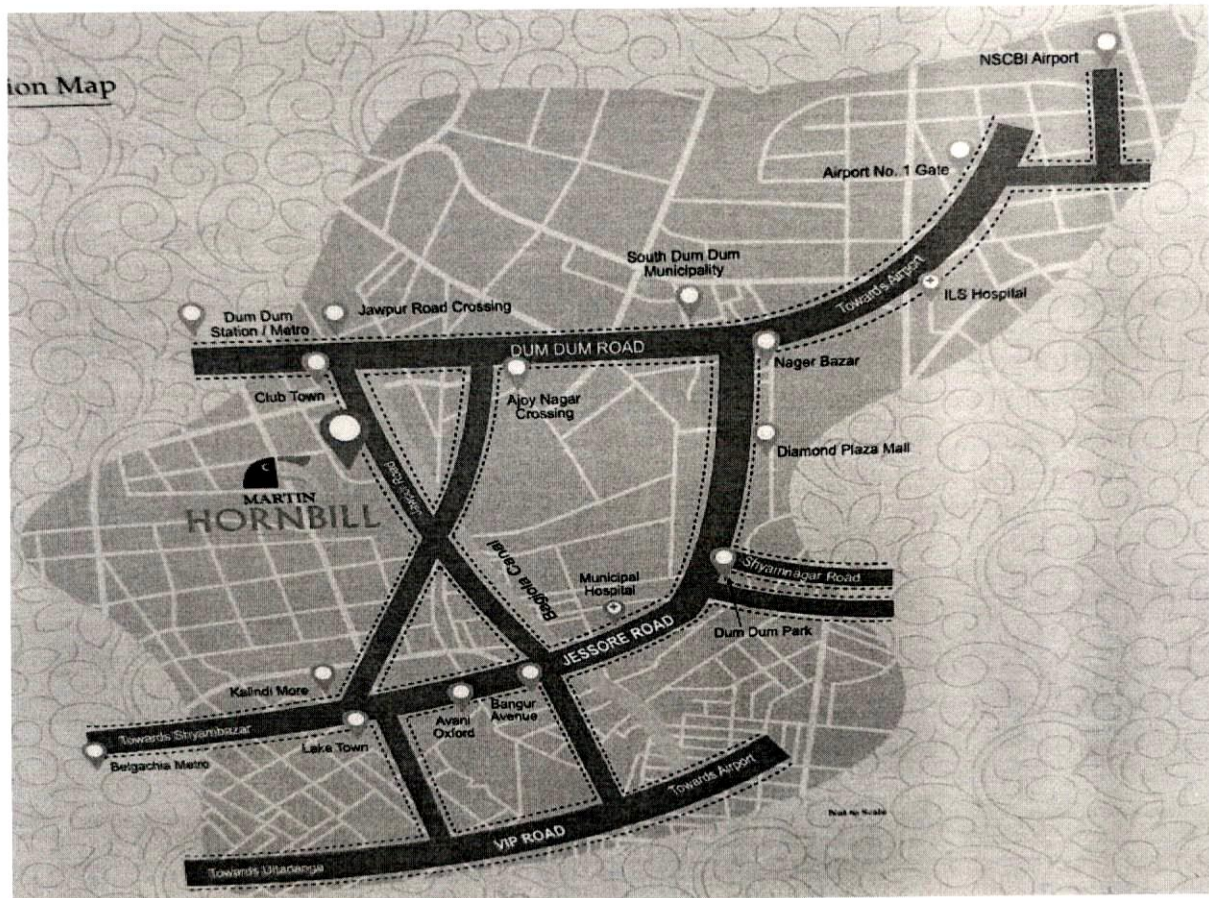 ion Map
NSCBI Airport
Airport No. 1 Gate
South Dum Dum
Municipality
Towards Airport
ILS Hospital
Dum Dum
Station / Metro
Jawpur Road Crossing
DUM DUM ROAD
Nager Bazar
Club Town
Ajoy Nagar
Crossing
Diamond Plaza Mall
C
MARTIN
HORNBILL
Road
Bagjola Canal
Municipal
Hospital
Shyamnagar Road
JESSORE ROAD
Dum Dum Park
Kalindi More
Bangur
Avenue
Avani
Oxford
Towards Shyambazar
Lake Town
Belgachia Metro
Towards Airport
Not to Scale
VIP ROAD
Towards Ultadanga